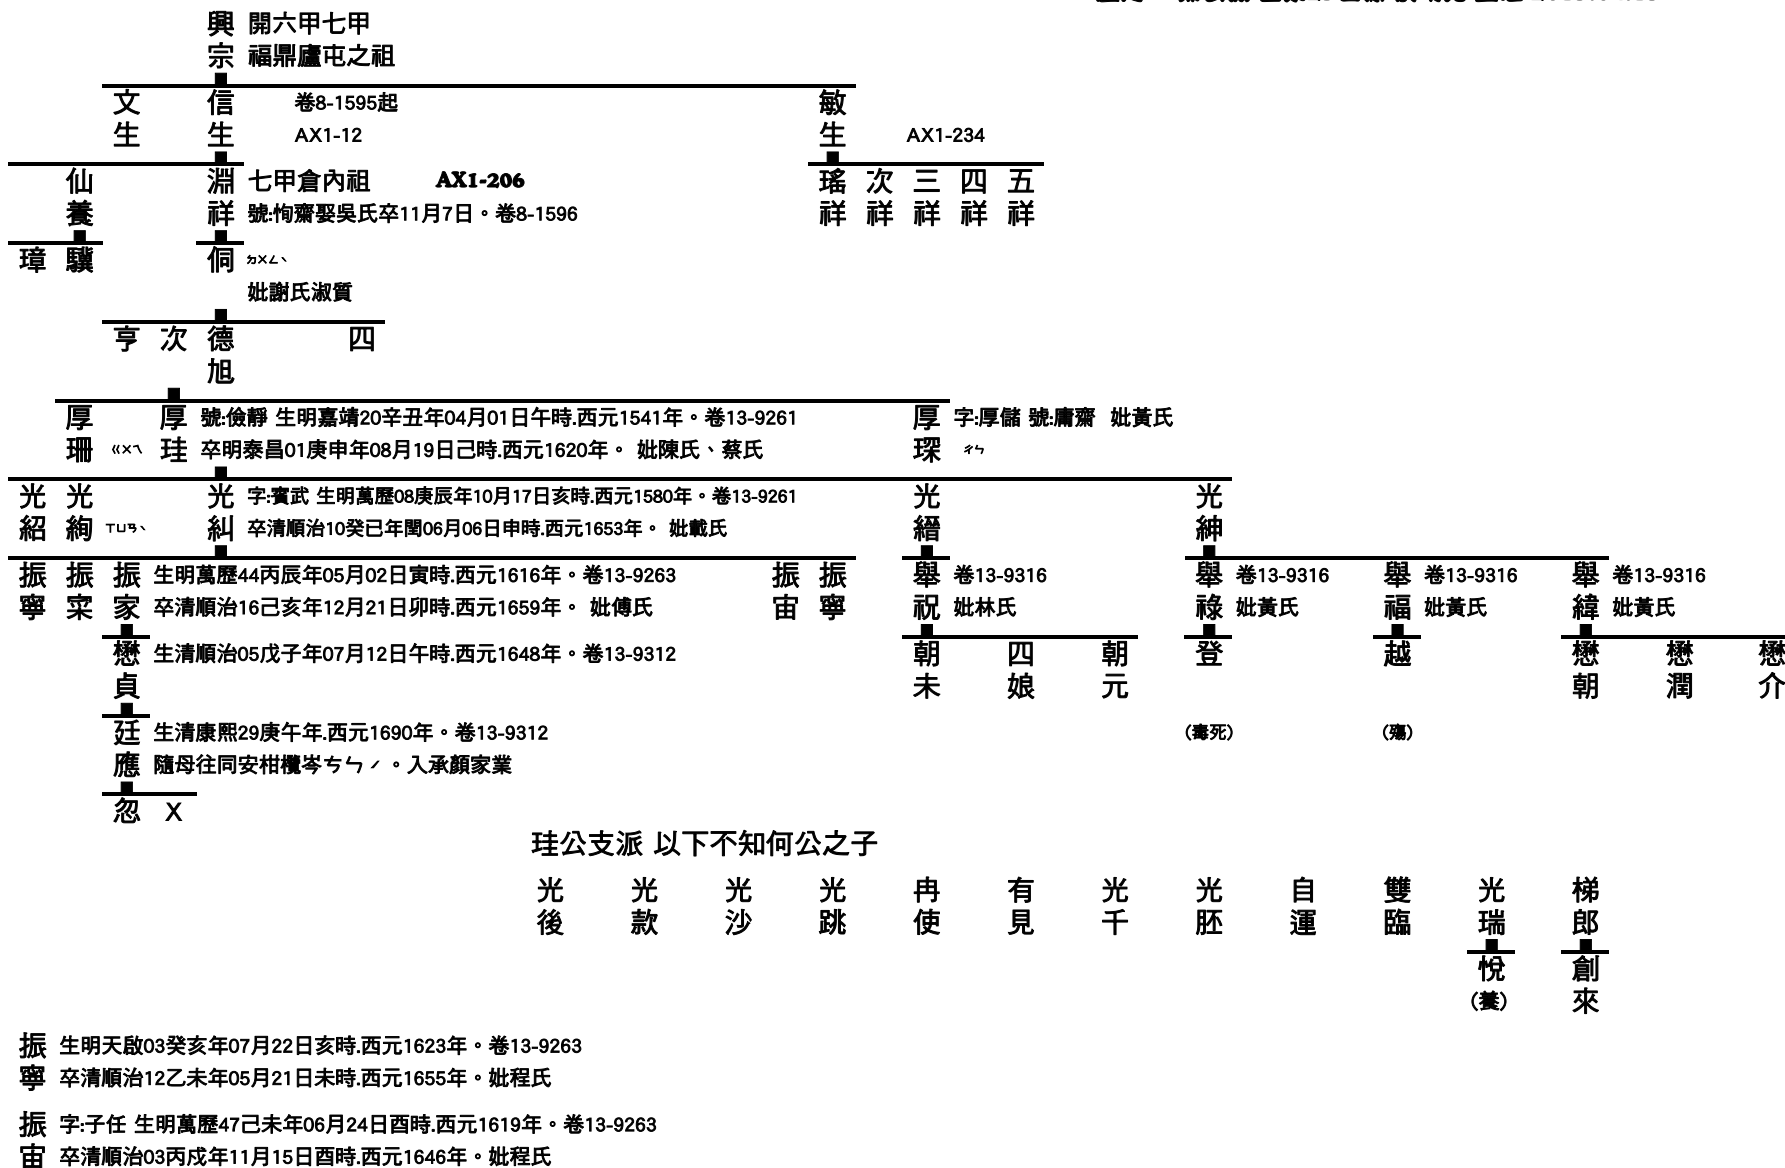 興宗 開六甲七甲
福鼎廬屯之祖
文生 信生 卷8-1595起 敏生
AX1-12 AX1-234
仙養 淵祥 七甲倉內祖 AX1-206 瑤祥 次祥 三祥 四祥 五祥
號:恂齋娶吳氏卒11月7日。卷8-1596
璋 驥 侗 ㄉㄨㄥˋ
妣謝氏淑質
亨 次 德旭 四
厚珊 厚珪 號:儉靜 生明嘉靖20辛丑年04月01日午時.西元1541年。卷13-9261 厚琛 字:厚儲 號:庸齋 妣黃氏
ㄍㄨㄟ 卒明泰昌01庚申年08月19日己時.西元1620年。 妣陳氏、蔡氏 ㄔㄣ
光紹 光絢 光糾 字:賓武 生明萬歷08庚辰年10月17日亥時.西元1580年。卷13-9261 光縉 光紳
ㄒㄩㄢˋ 卒清順治10癸已年閏06月06日申時.西元1653年。 妣戴氏
振寧 振寀 振家 生明萬歷44丙辰年05月02日寅時.西元1616年。卷13-9263 振宙 振寧 舉祝 卷13-9316 舉祿 卷13-9316 舉福 卷13-9316 舉緯 卷13-9316
卒清順治16己亥年12月21日卯時.西元1659年。 妣傅氏 妣林氏 妣黃氏 妣黃氏 妣黃氏
懋貞 生清順治05戊子年07月12日午時.西元1648年。卷13-9312 朝未 四娘 朝元 登 越 懋朝 懋潤 懋介
廷應 生清康熙29庚午年.西元1690年。卷13-9312 (毒死) (殤)
隨母往同安柑欖岑ㄘㄣˊ。入承顏家業
忽 X
珪公支派 以下不知何公之子
光後 光款 光沙 光跳 冉使 有見 光千 光胚 自運 雙臨 光瑞 梯郎
悅 創來
(養)
振寧 生明天啟03癸亥年07月22日亥時.西元1623年。卷13-9263
卒清順治12乙未年05月21日未時.西元1655年。妣程氏
振宙 字:子任 生明萬歷47己未年06月24日酉時.西元1619年。卷13-9263
卒清順治03丙戌年11月15日酉時.西元1646年。妣程氏